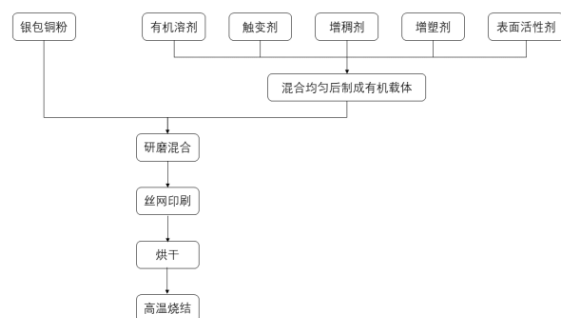 银包铜粉
有机溶剂
触变剂
增稠剂
增塑剂
表面活性剂
混合均匀后制成有机载体
研磨混合
丝网印刷
烘干
高温烧结